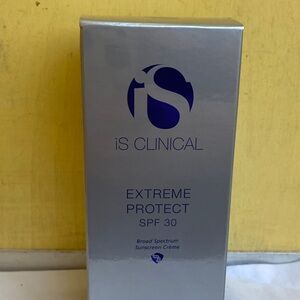 iS
iS CLINICAL
EXTREME
PROTECT
SPF 30
Broad Spectrum
Sunscreen Crème